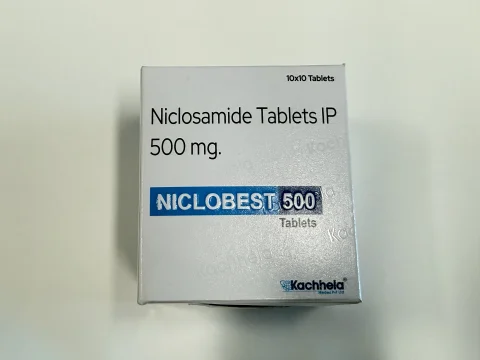 10x10 Tablets
Niclosamide Tablets IP
500 mg.
NICLOBEST 500
Tablets
Kachhela®